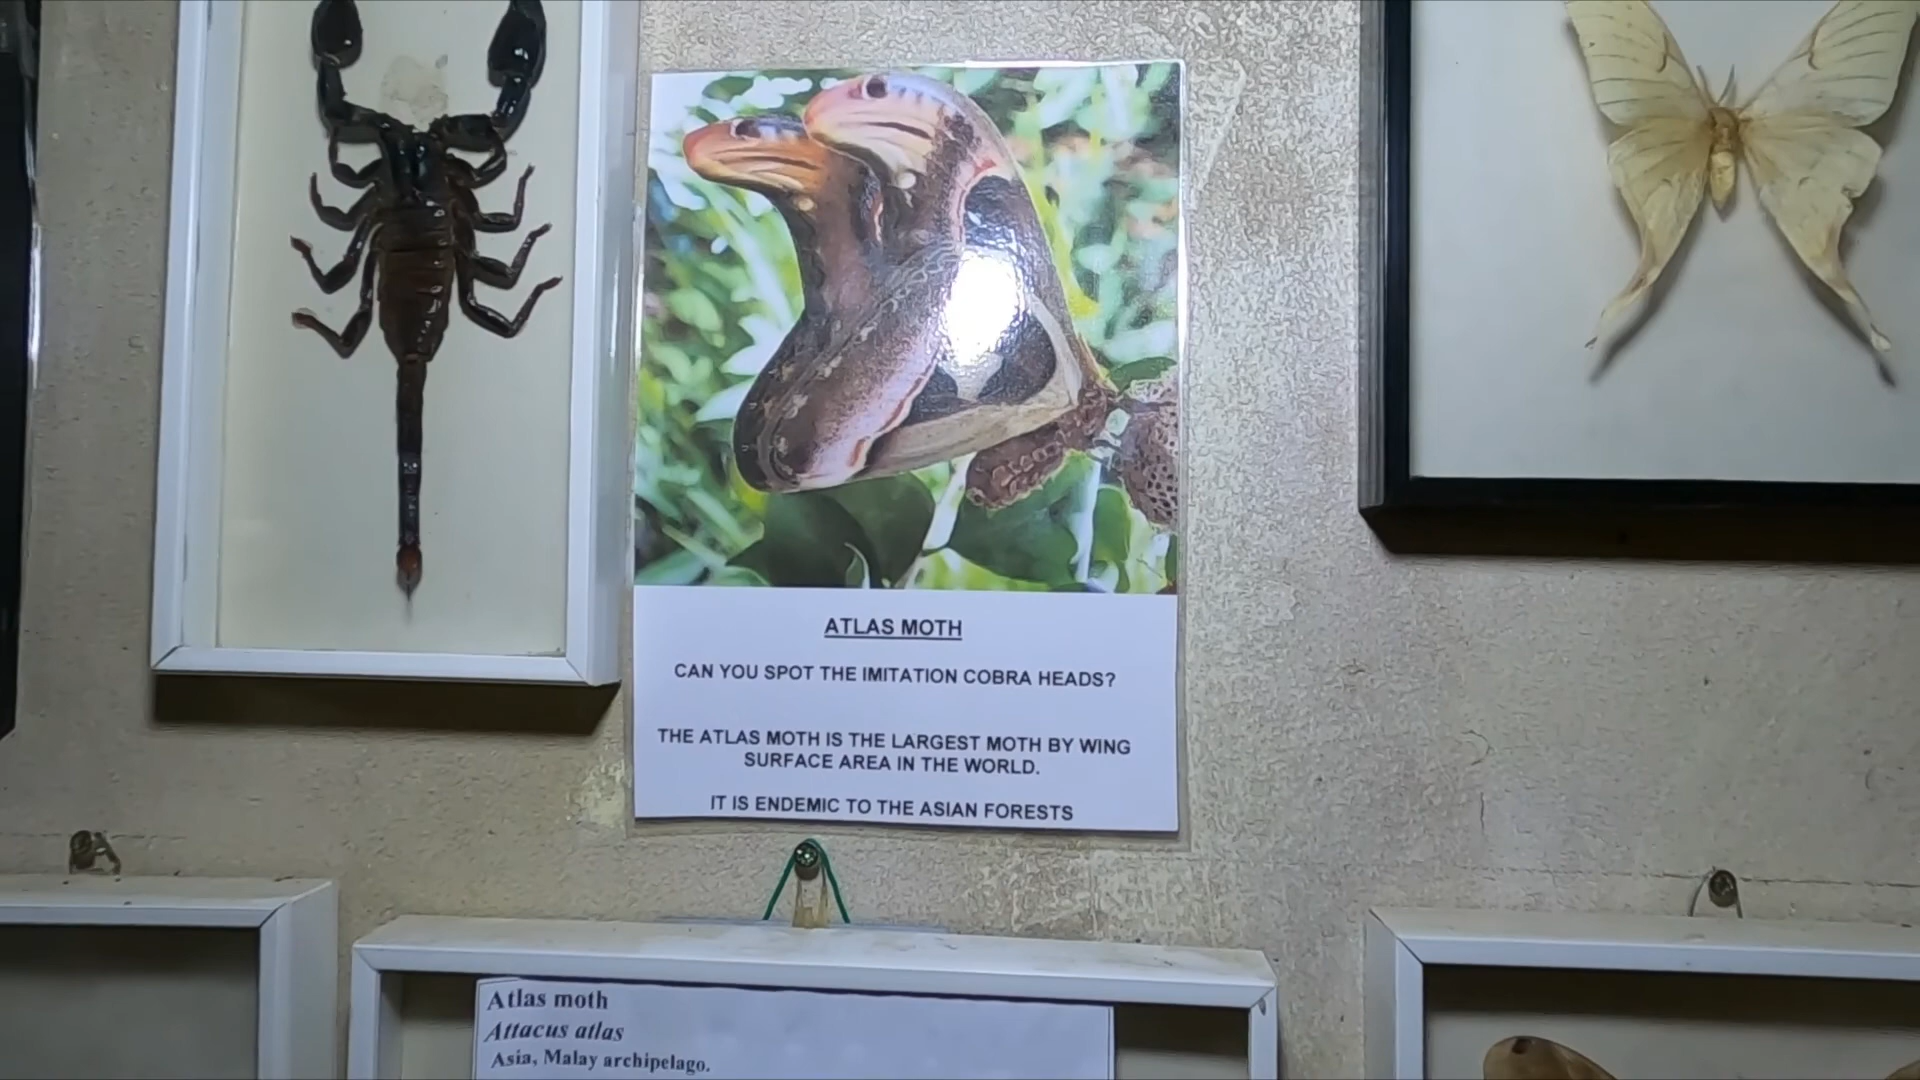 ATLAS MOTH
CAN YOU SPOT THE IMITATION COBRA HEADS?
THE ATLAS MOTH IS THE LARGEST MOTH BY WING
SURFACE AREA IN THE WORLD.
IT IS ENDEMIC TO THE ASIAN FORESTS
Atlas moth
Attacus atlas
Asia, Malay archipelago.